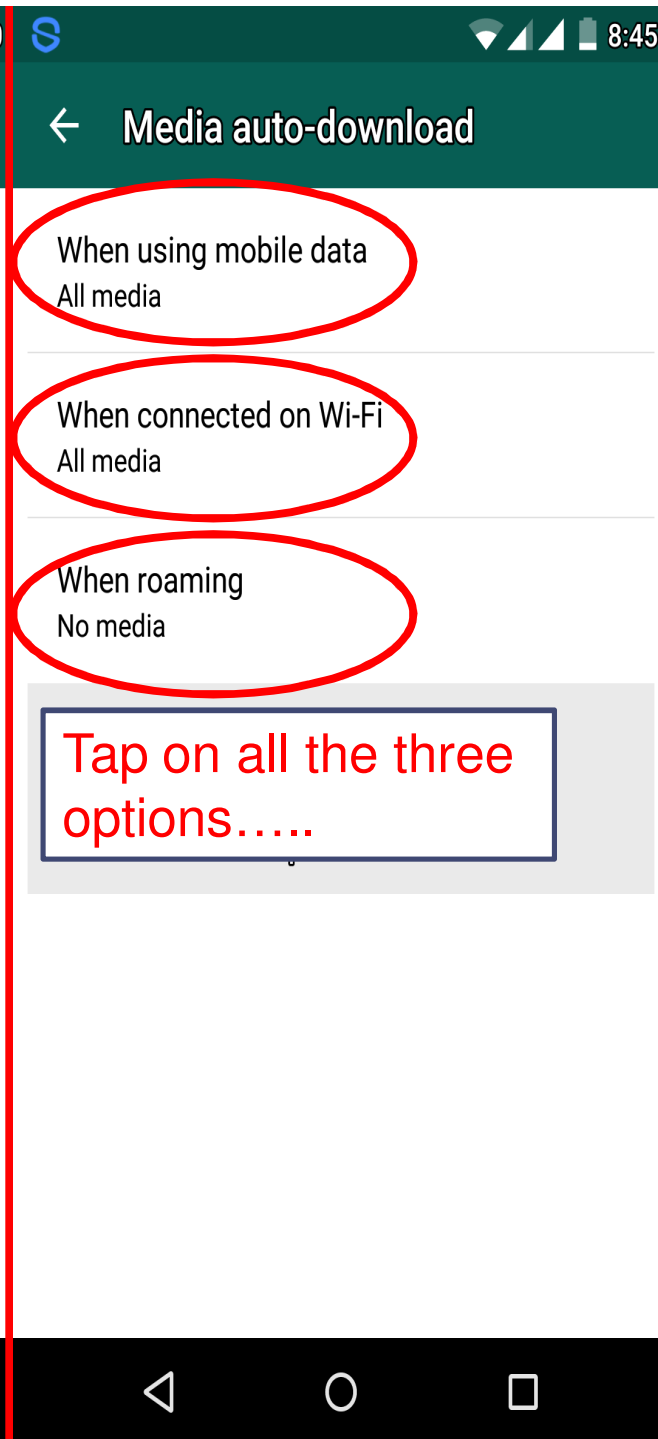 8:45
Media auto-download
When using mobile data
All media
When connected on Wi-Fi
All media
When roaming
No media
Tap on all the three
options…..